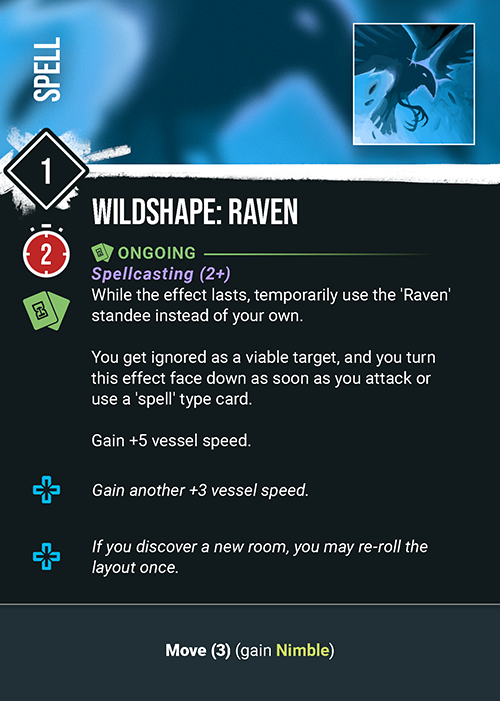 SPELL
1
WILDSHAPE: RAVEN
2
ONGOING
Spellcasting (2+)
While the effect lasts, temporarily use the 'Raven'
standee instead of your own.
You get ignored as a viable target, and you turn
this effect face down as soon as you attack or
use a 'spell' type card.
Gain +5 vessel speed.
Gain another +3 vessel speed.
If you discover a new room, you may re-roll the
layout once.
Move (3) (gain Nimble)